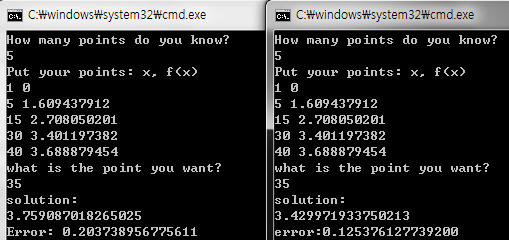 C:₩windows₩system32₩cmd.exe
How many points do you know?
5
Put your points: x, f(x)
1 0
5 1.609437912
15 2.708050201
30 3.401197382
40 3.688879454
what is the point you want?
35
solution:
3.759087018265025
Error: 0.203738956775611
C:₩windows₩system32₩cmd.exe
How many points do you know?
5
Put your points: x, f(x)
1 0
5 1.609437912
15 2.708050201
30 3.401197382
40 3.688879454
what is the point you want?
35
solution:
3.429971933750213
error:0.125376127739200